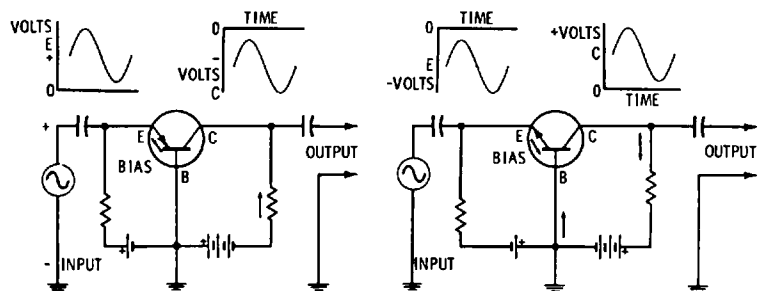 VOLTS
E
+
0
0 TIME
-
VOLTS
C
+
E
C
BIAS
B
OUTPUT
+
+
- INPUT
0 TIME
E
-VOLTS
+VOLTS
C
0
TIME
E
C
BIAS
B
OUTPUT
+
+
INPUT